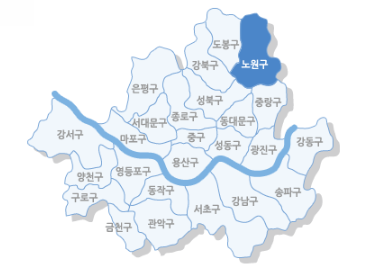 도봉구
노원구
강북구
은평구
성북구
중랑구
종로구
동대문구
서대문구
강서구
마포구
중구
성동구
광진구
강동구
용산구
양천구
영등포구
동작구
송파구
구로구
서초구
강남구
금천구
관악구